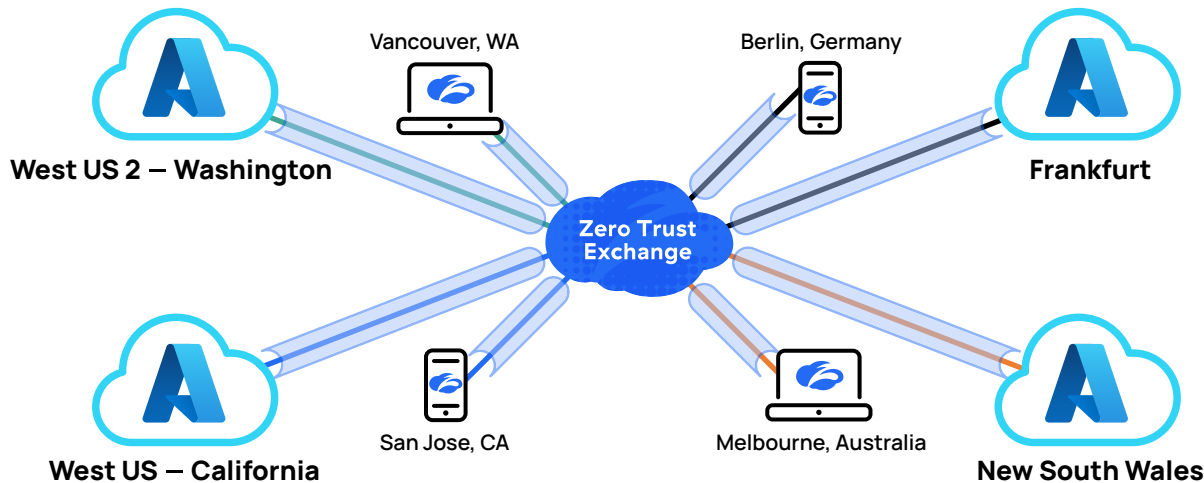 Vancouver, WA
Berlin, Germany
West US 2 — Washington
Frankfurt
Zero Trust
Exchange
San Jose, CA
Melbourne, Australia
West US — California
New South Wales